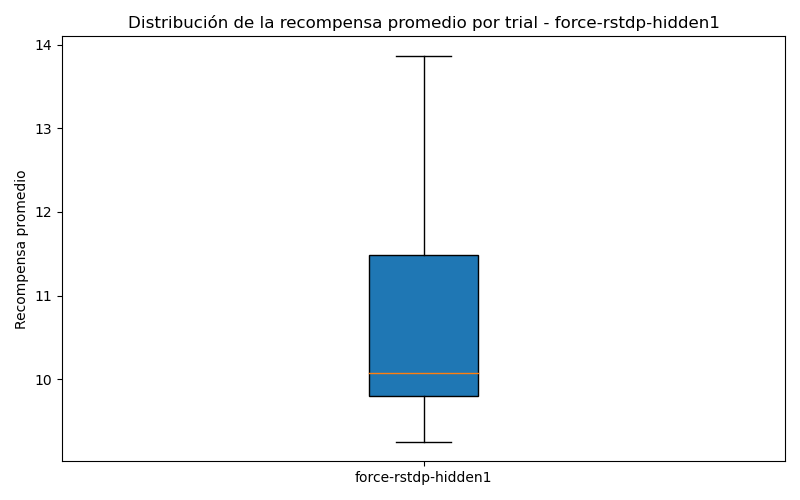 Distribución de la recompensa promedio por trial - force-rstdp-hidden1
14
13
12
11
10
Recompensa promedio
force-rstdp-hidden1